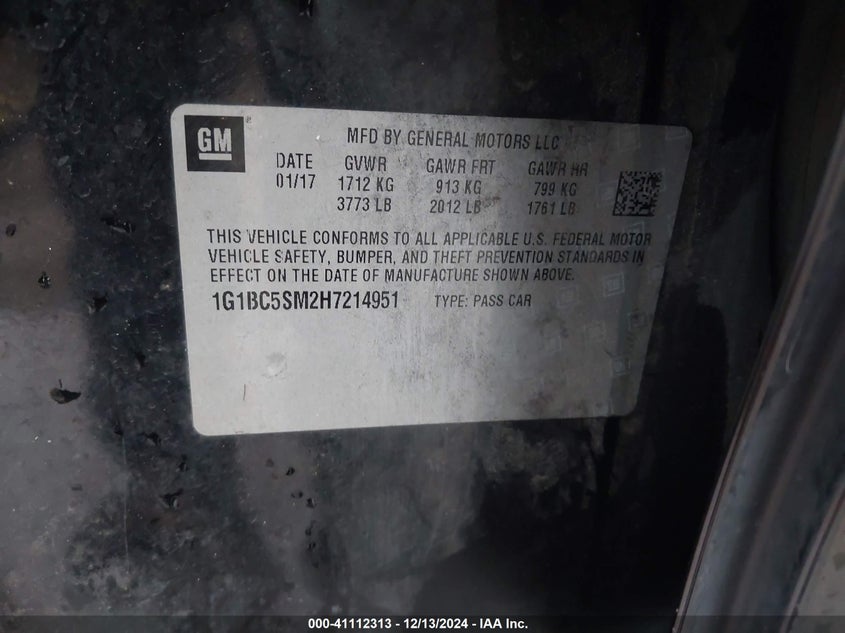 GM ®
MFD BY GENERAL MOTORS LLC
DATE GVWR GAWR FRT GAWR RR
01/17 1712 KG 913 KG 799 KG
3773 LB 2012 LB 1761 LB
THIS VEHICLE CONFORMS TO ALL APPLICABLE U.S. FEDERAL MOTOR
VEHICLE SAFETY, BUMPER, AND THEFT PREVENTION STANDARDS IN
EFFECT ON THE DATE OF MANUFACTURE SHOWN ABOVE.
1G1BC5SM2H7214951 TYPE: PASS CAR
000-41112313 - 12/13/2024 - IAA Inc.